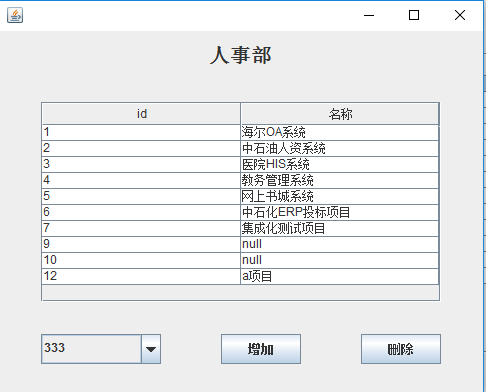 人事部
id 名称
1 海尔OA系统
2 中石油人资系统
3 医院HIS系统
4 教务管理系统
5 网上书城系统
6 中石化ERP投标项目
7 集成化测试项目
9 null
10 null
12 a项目
333 增加 删除